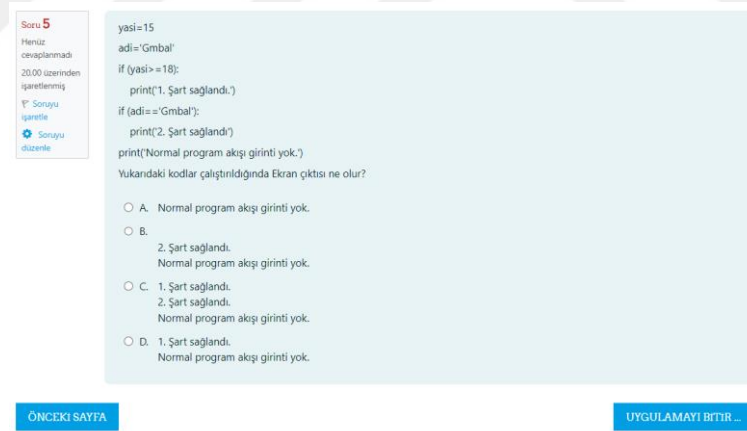 Soru 5
Henüz
cevaplanmadı
20.00 üzerinden
işaretlenmiş
Soruyu
işaretle
Soruyu
düzenle
yasi=15
adi='Gmbal'
if (yasi>=18):
print('1. Şart sağlandı.')
if (adi=='Gmbal'):
print('2. Şart sağlandı')
print('Normal program akışı girinti yok.')
Yukarıdaki kodlar çalıştırıldığında Ekran çıktısı ne olur?
A. Normal program akışı girinti yok.
B.
2. Şart sağlandı.
Normal program akışı girinti yok.
C. 1. Şart sağlandı.
2. Şart sağlandı.
Normal program akışı girinti yok.
D. 1. Şart sağlandı.
Normal program akışı girinti yok.
ÖNCEKI SAYFA
UYGULAMAYI BITIR ...